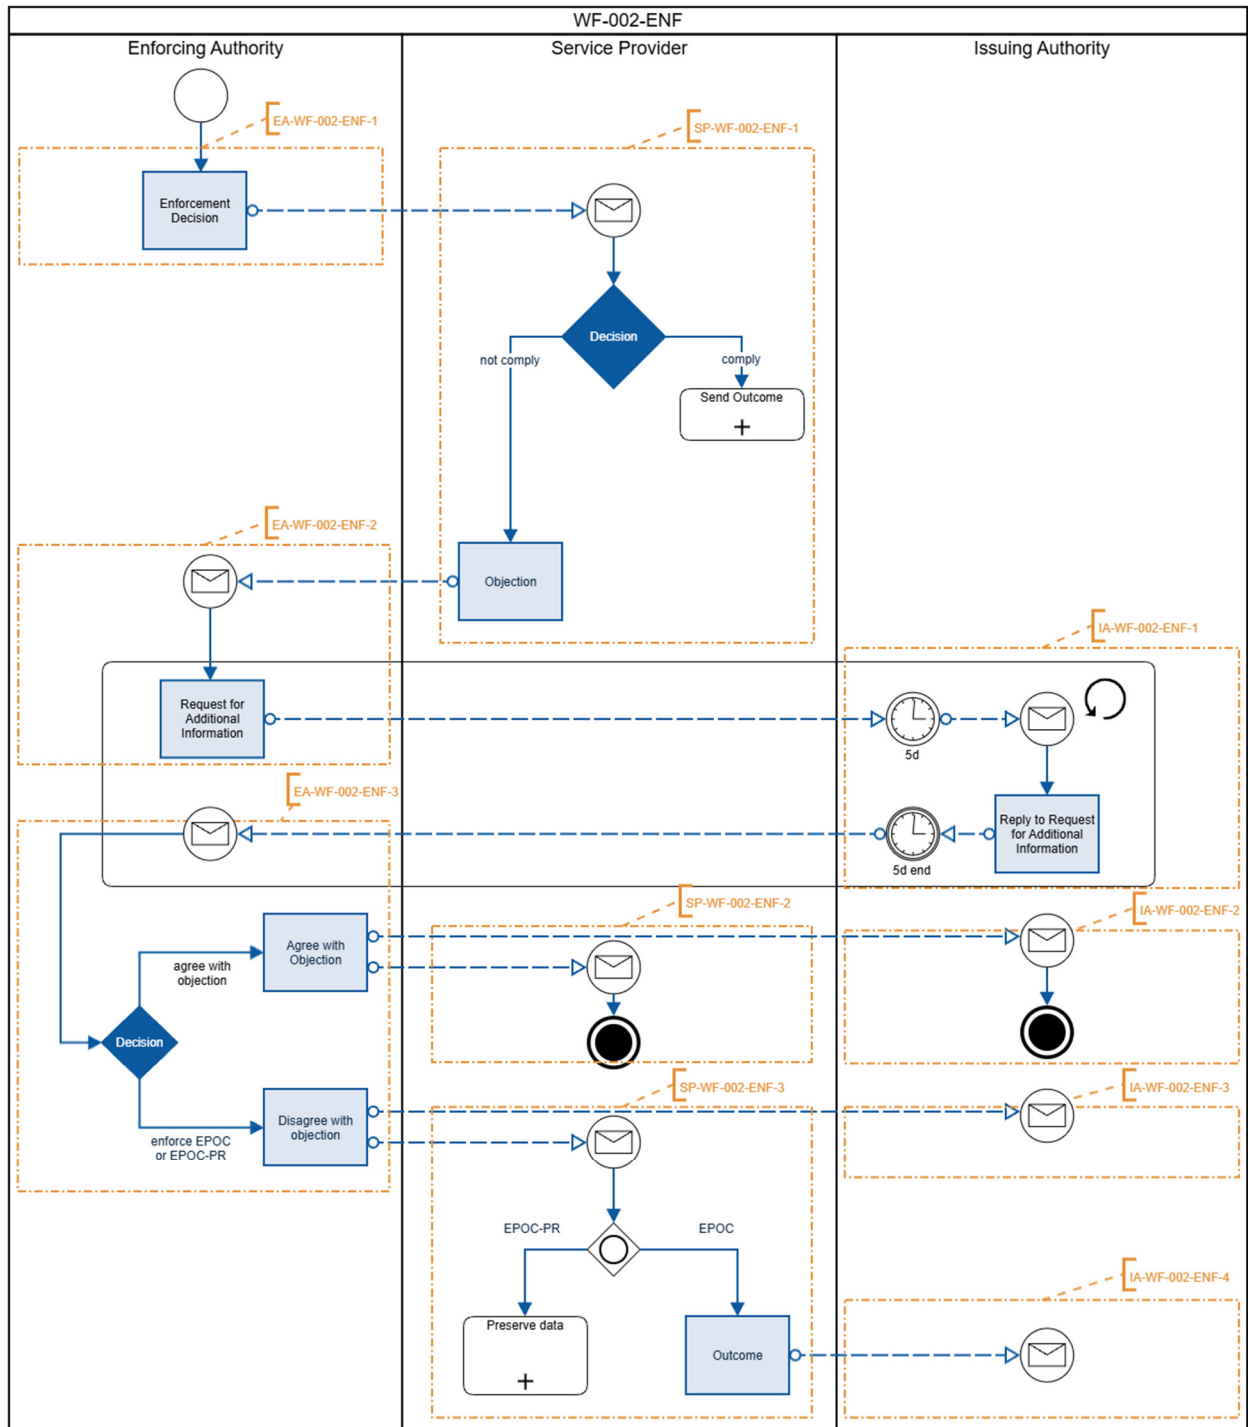 WF-002-ENF
Enforcing Authority
Service Provider
Issuing Authority
EA-WF-002-ENF-1
SP-WF-002-ENF-1
Enforcement
Decision
Decision
not comply
comply
Send Outcome
EA-WF-002-ENF-2
Objection
IA-WF-002-ENF-1
Request for
Additional
Information
5d
EA-WF-002-ENF-3
Reply to Request
for Additional
Information
5d end
SP-WF-002-ENF-2
IA-WF-002-ENF-2
Agree with
Objection
agree with
objection
Decision
SP-WF-002-ENF-3
IA-WF-002-ENF-3
Disagree with
objection
enforce EPOC
or EPOC-PR
EPOC-PR
EPOC
IA-WF-002-ENF-4
Preserve data
Outcome